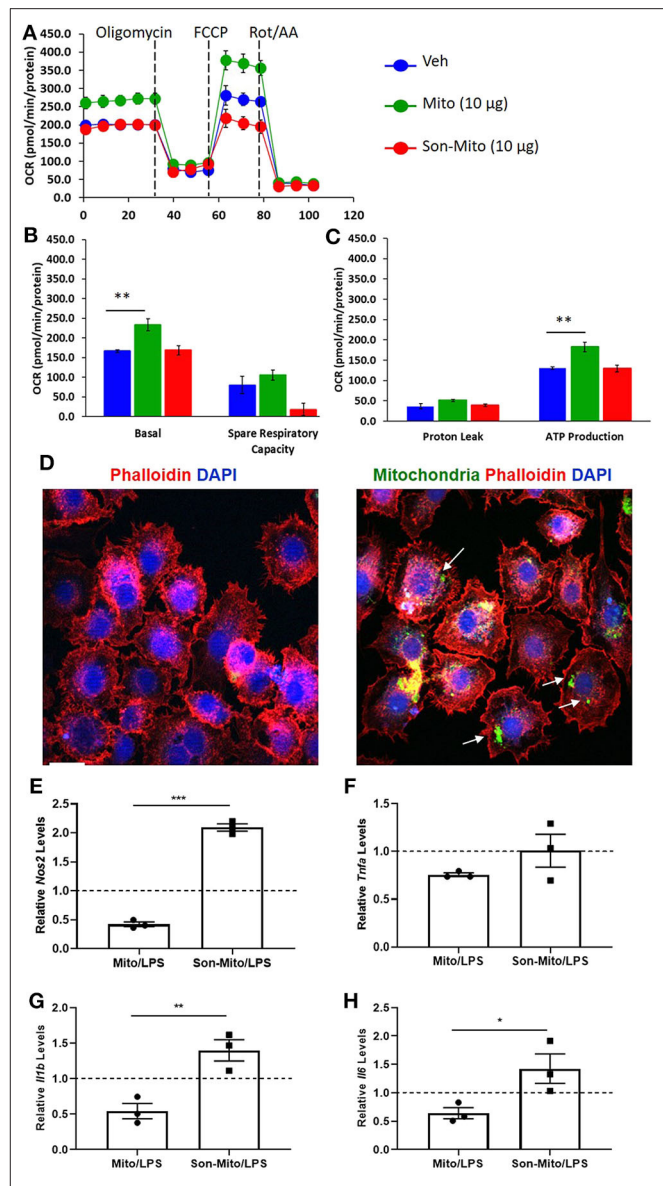 A
Oligomycin FCCP Rot/AA
OCR (pmol/min/protein)
450.0
400.0
350.0
300.0
250.0
200.0
150.0
100.0
50.0
0.0
0 20 40 60 80 100 120
Veh
Mito (10 µg)
Son-Mito (10 µg)
B
OCR (pmol/min/protein)
450.0
400.0
350.0
300.0
250.0
200.0
150.0
100.0
50.0
0.0
**
Basal
Spare Respiratory
Capacity
C
OCR (pmol/min/protein)
450.0
400.0
350.0
300.0
250.0
200.0
150.0
100.0
50.0
0.0
**
Proton Leak
ATP Production
D
Phalloidin DAPI
Mitochondria Phalloidin DAPI
E
Relative Nos2 Levels
2.5
2.0
1.5
1.0
0.5
0.0
***
Mito/LPS
Son-Mito/LPS
F
Relative Tnfa Levels
1.5
1.0
0.5
0.0
Mito/LPS
Son-Mito/LPS
G
Relative Il1b Levels
2.0
1.5
1.0
0.5
0.0
**
Mito/LPS
Son-Mito/LPS
H
Relative Il6 Levels
2.5
2.0
1.5
1.0
0.5
0.0
*
Mito/LPS
Son-Mito/LPS